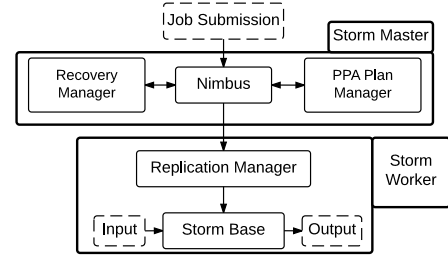 Job Submission
Storm Master
Recovery
Manager
Nimbus
PPA Plan
Manager
Replication Manager
Storm
Worker
Input
Storm Base
Output